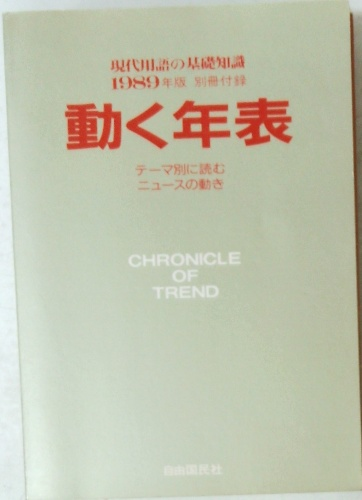 現代用語の基礎知識
1989年版 別冊付録
動く年表
テーマ別に読む
ニュースの動き
CHRONICLE
OF
TREND
自由国民社